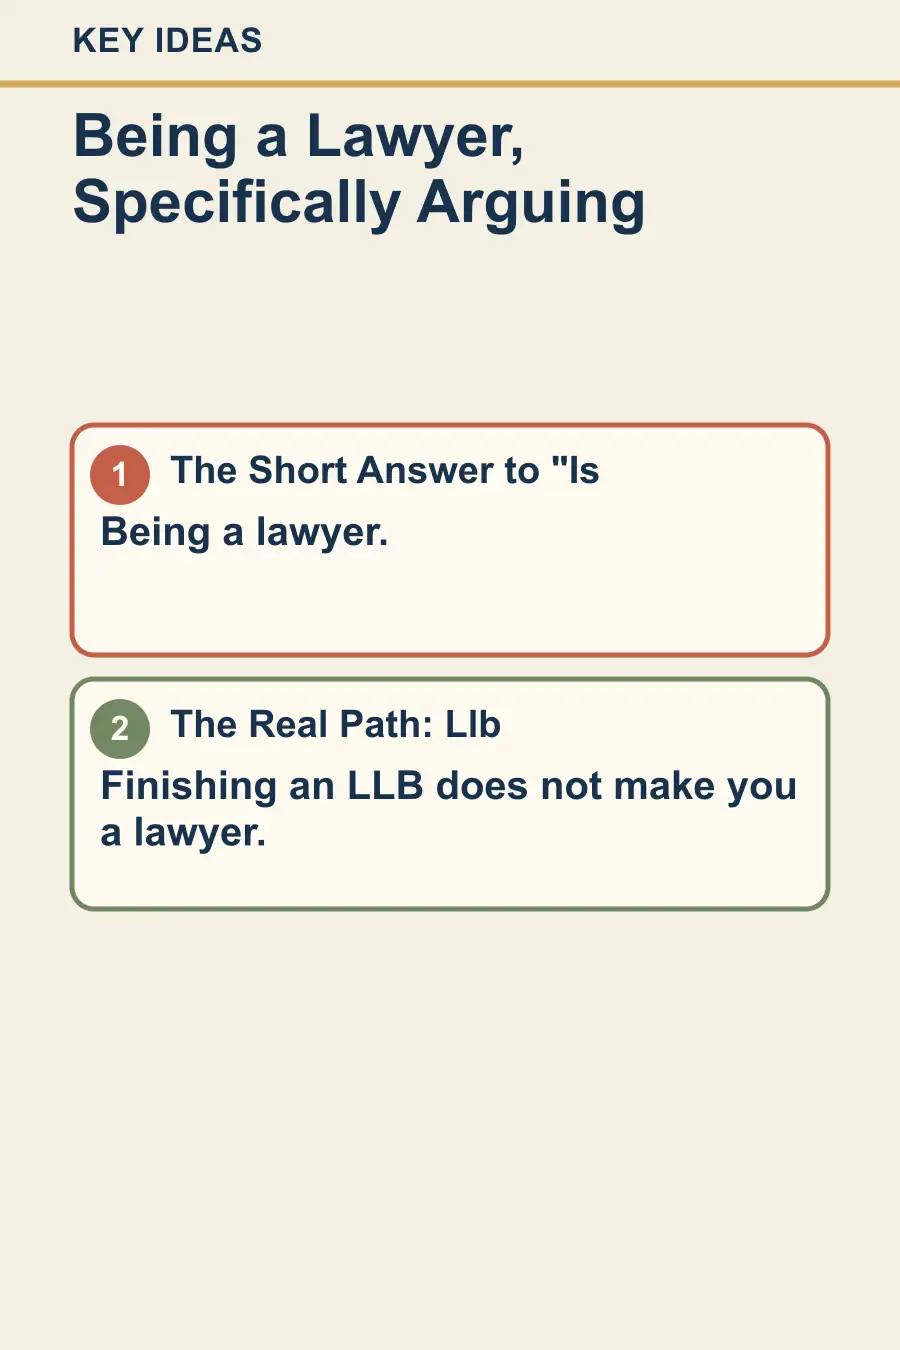 KEY IDEAS
Being a Lawyer,
Specifically Arguing
1 The Short Answer to "Is
Being a lawyer.
2 The Real Path: Llb
Finishing an LLB does not make you
a lawyer.